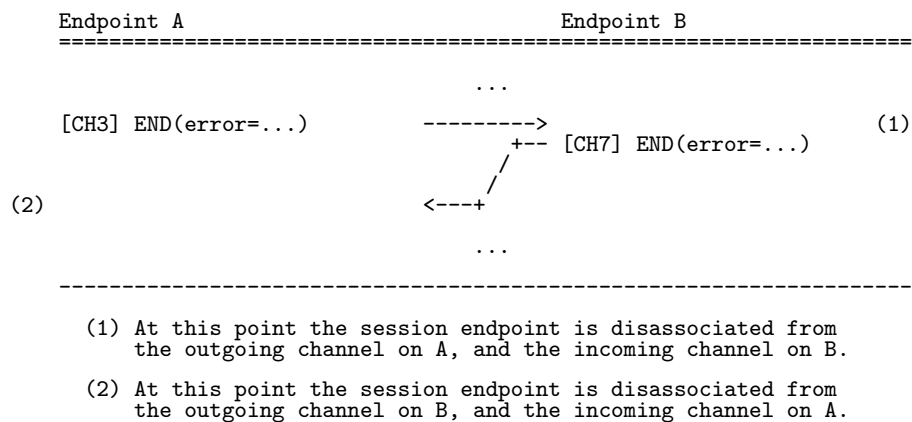 Endpoint A                                              Endpoint B
====================================================================
...
[CH3] END(error=...)         --------->                          (1)
+-- [CH7] END(error=...)
/
/
(2)                              <---+
...
--------------------------------------------------------------------
(1) At this point the session endpoint is disassociated from
the outgoing channel on A, and the incoming channel on B.
(2) At this point the session endpoint is disassociated from
the outgoing channel on B, and the incoming channel on A.